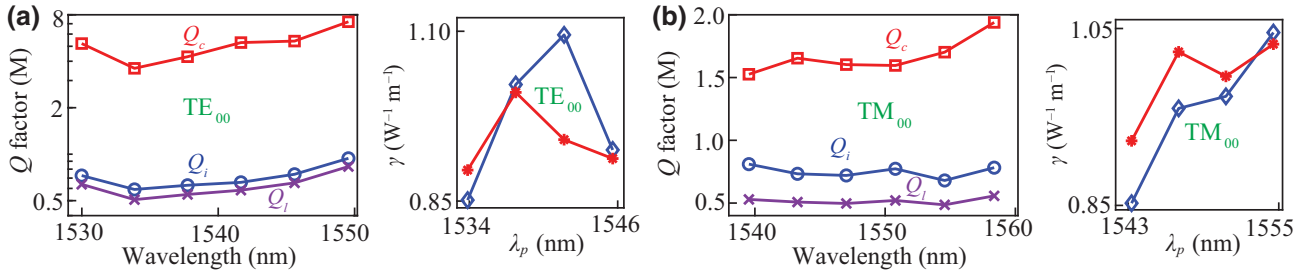 (a)
8
2
0.5
Q factor (M)
Q_c
TE_00
Q_i
Q_l
1530
1540
1550
Wavelength (nm)
1.10
0.85
γ (W⁻¹ m⁻¹)
TE_00
1534
1546
λ_p (nm)
(b)
2.0
1.5
1.0
0.5
Q factor (M)
Q_c
TM_00
Q_i
Q_l
1540
1550
1560
Wavelength (nm)
1.05
0.85
γ (W⁻¹ m⁻¹)
TM_00
1543
1555
λ_p (nm)